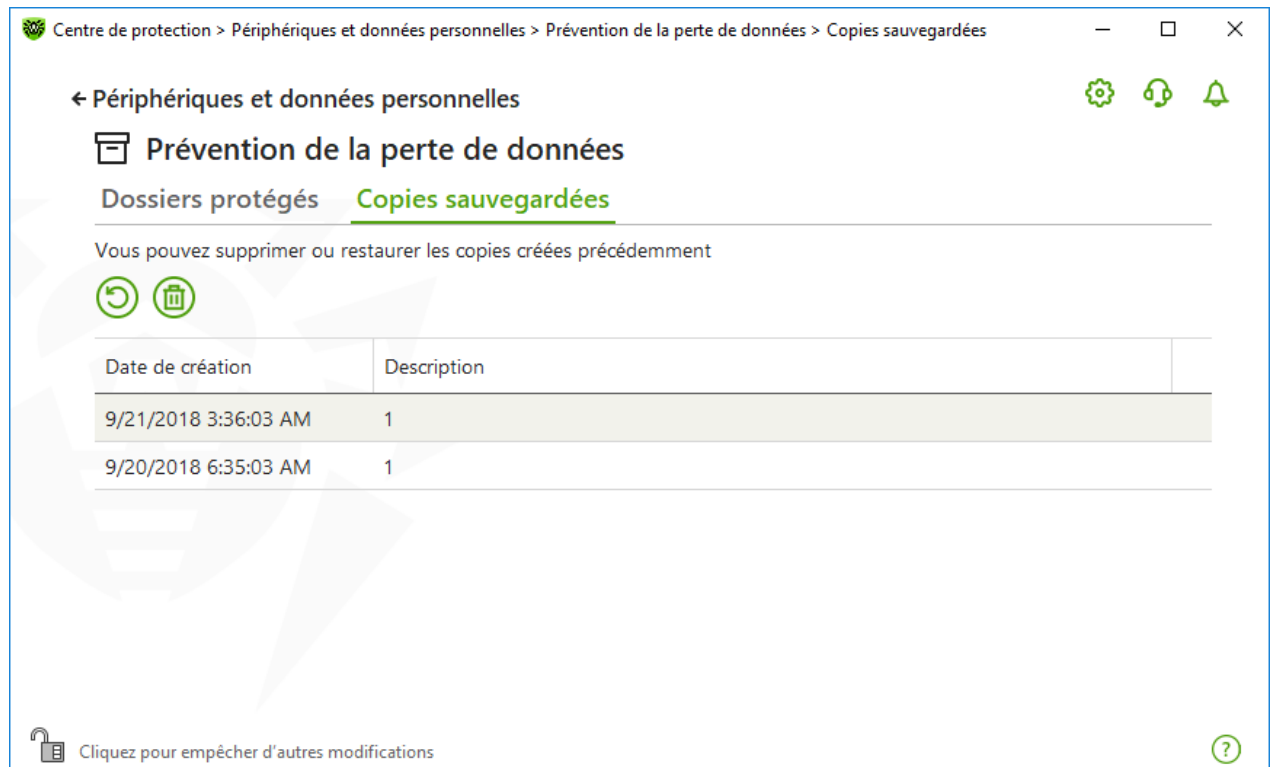 Centre de protection > Périphériques et données personnelles > Prévention de la perte de données > Copies sauvegardées
Périphériques et données personnelles
Prévention de la perte de données
Dossiers protégés Copies sauvegardées
Vous pouvez supprimer ou restaurer les copies créées précédemment
Date de création Description
9/21/2018 3:36:03 AM 1
9/20/2018 6:35:03 AM 1
Cliquez pour empêcher d'autres modifications